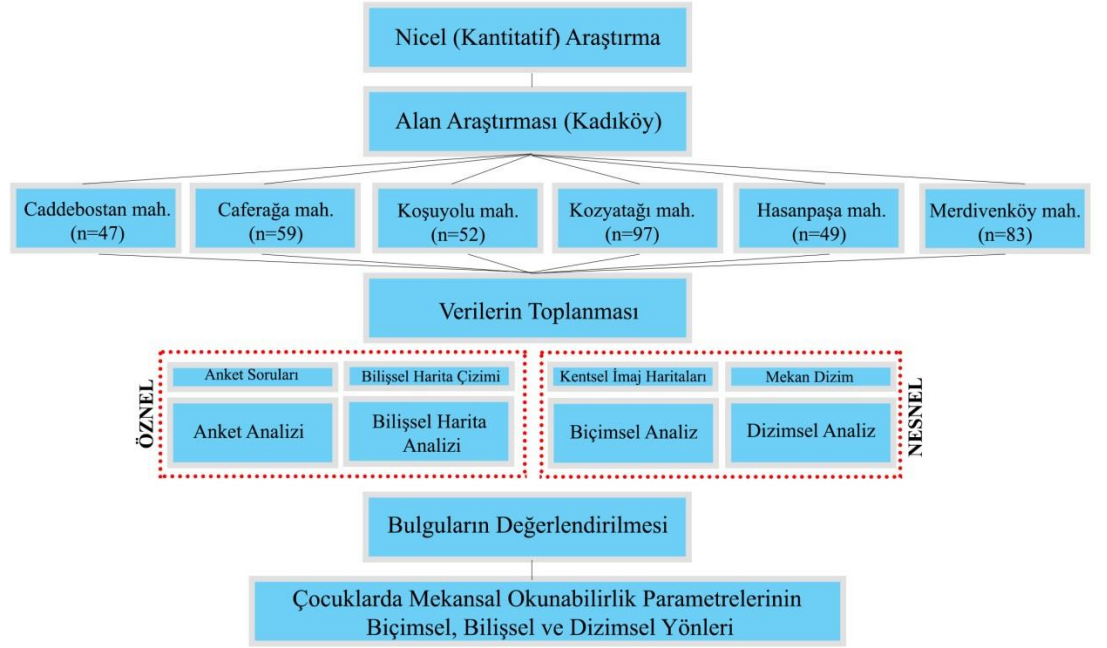 Nicel (Kantitatif) Araştırma
Alan Araştırması (Kadıköy)
Caddebostan mah.
(n=47)
Caferağa mah.
(n=59)
Koşuyolu mah.
(n=52)
Kozyatağı mah.
(n=97)
Hasanpaşa mah.
(n=49)
Merdivenköy mah.
(n=83)
Verilerin Toplanması
ÖZNEL
Anket Soruları
Bilişsel Harita Çizimi
Anket Analizi
Bilişsel Harita
Analizi
Kentsel İmaj Haritaları
Mekan Dizim
Biçimsel Analiz
Dizimsel Analiz
NESNEL
Bulguların Değerlendirilmesi
Çocuklarda Mekansal Okunabilirlik Parametrelerinin
Biçimsel, Bilişsel ve Dizimsel Yönleri